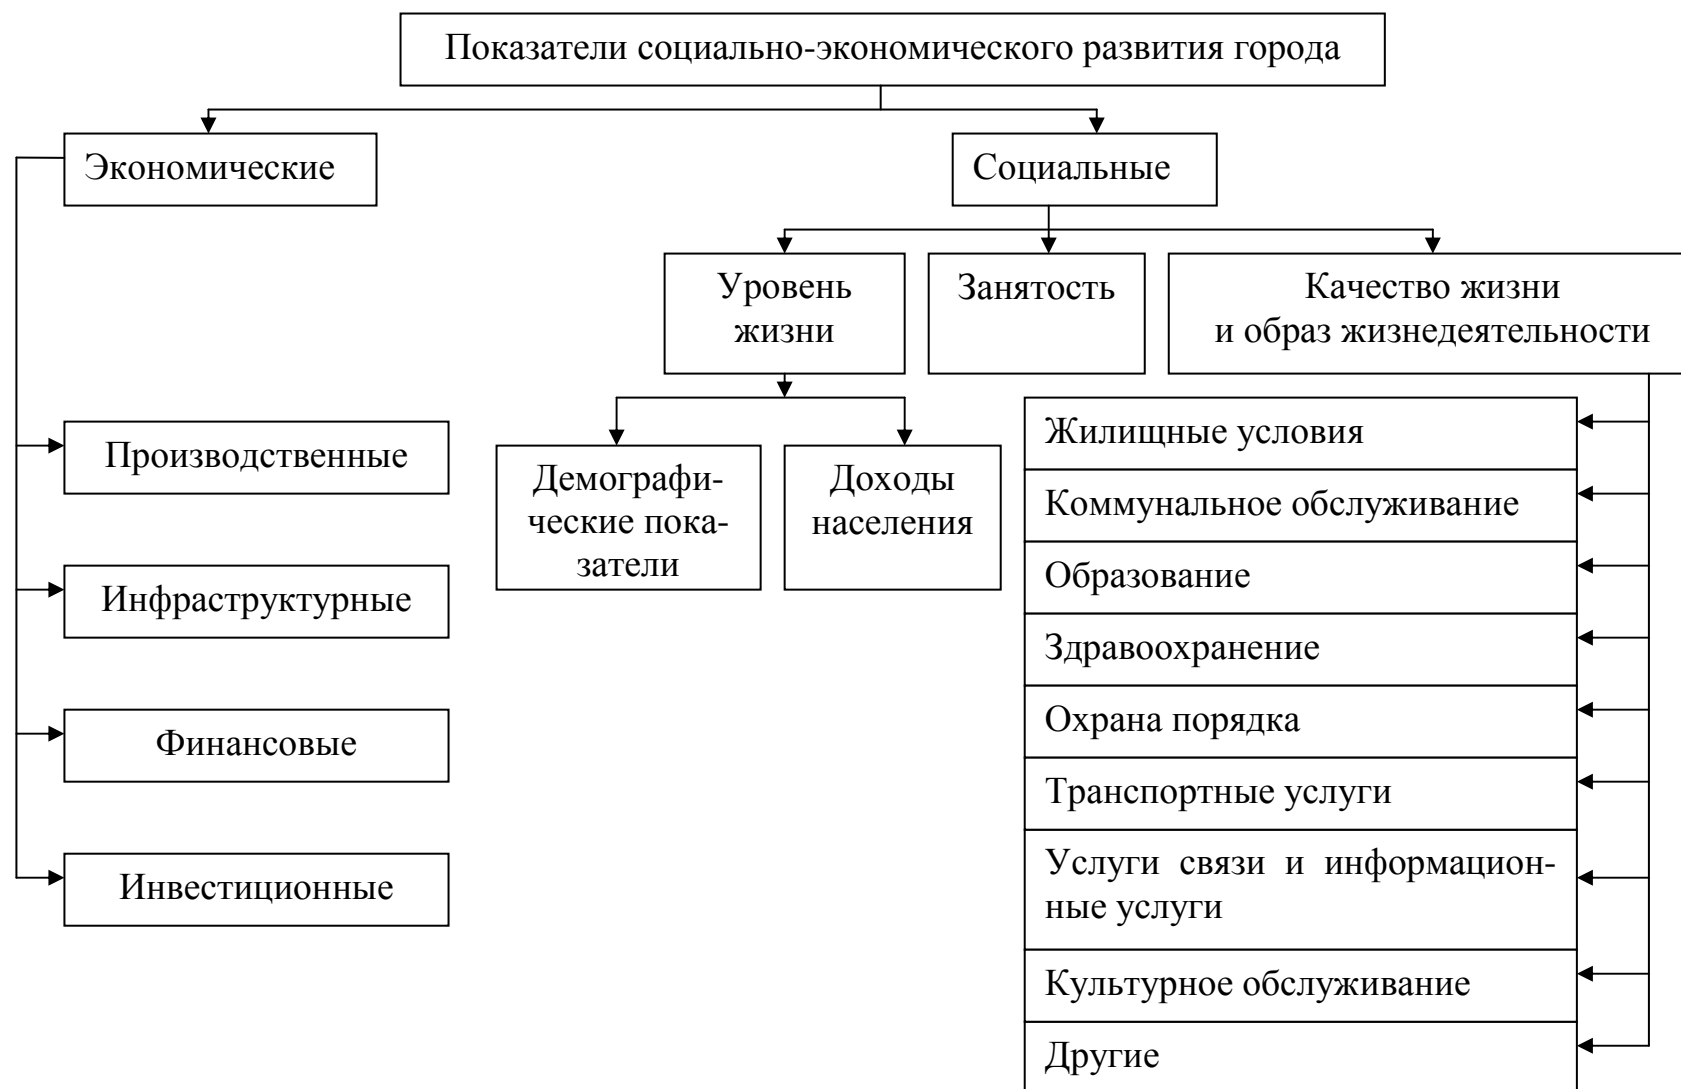 Показатели социально-экономического развития города
Экономические
Социальные
Уровень
жизни
Занятость
Качество жизни
и образ жизнедеятельности
Производственные
Инфраструктурные
Финансовые
Инвестиционные
Демографи-
ческие пока-
затели
Доходы
населения
Жилищные условия
Коммунальное обслуживание
Образование
Здравоохранение
Охрана порядка
Транспортные услуги
Услуги связи и информацион-
ные услуги
Культурное обслуживание
Другие